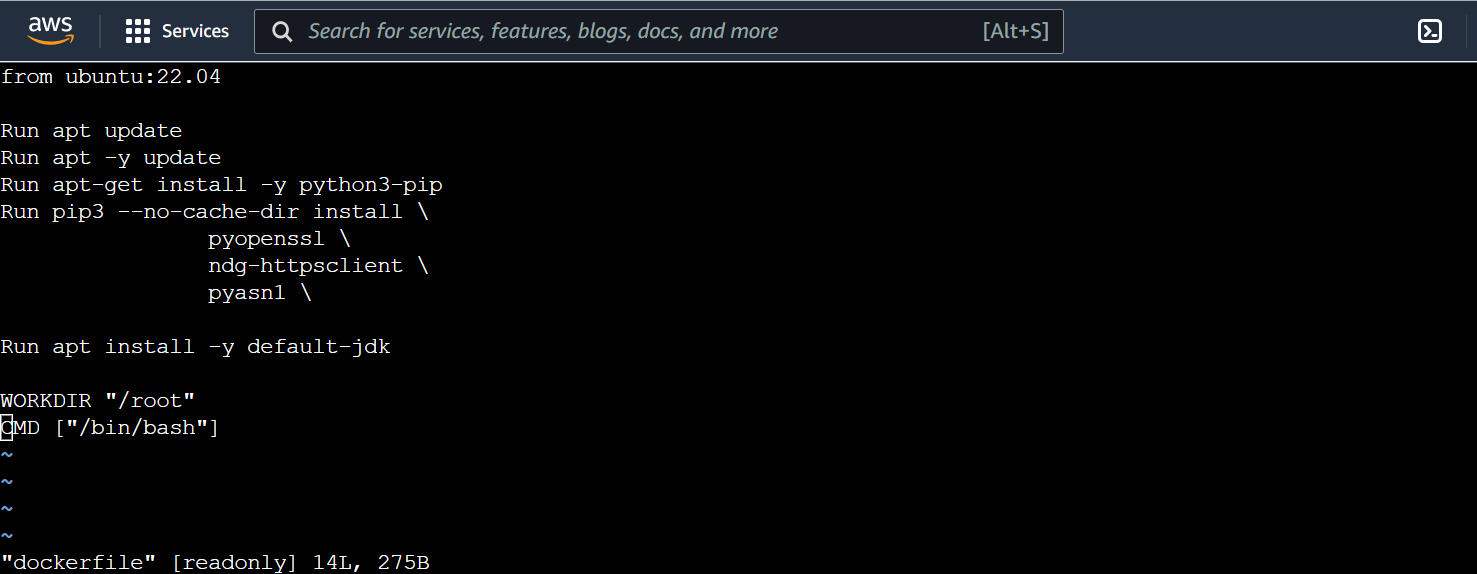 aws Services Search for services, features, blogs, docs, and more [Alt+S]
from ubuntu:22.04
Run apt update
Run apt -y update
Run apt-get install -y python3-pip
Run pip3 --no-cache-dir install \
pyopenssl \
ndg-httpsclient \
pyasn1 \
Run apt install -y default-jdk
WORKDIR "/root"
CMD ["/bin/bash"]
~
~
~
~
"dockerfile" [readonly] 14L, 275B